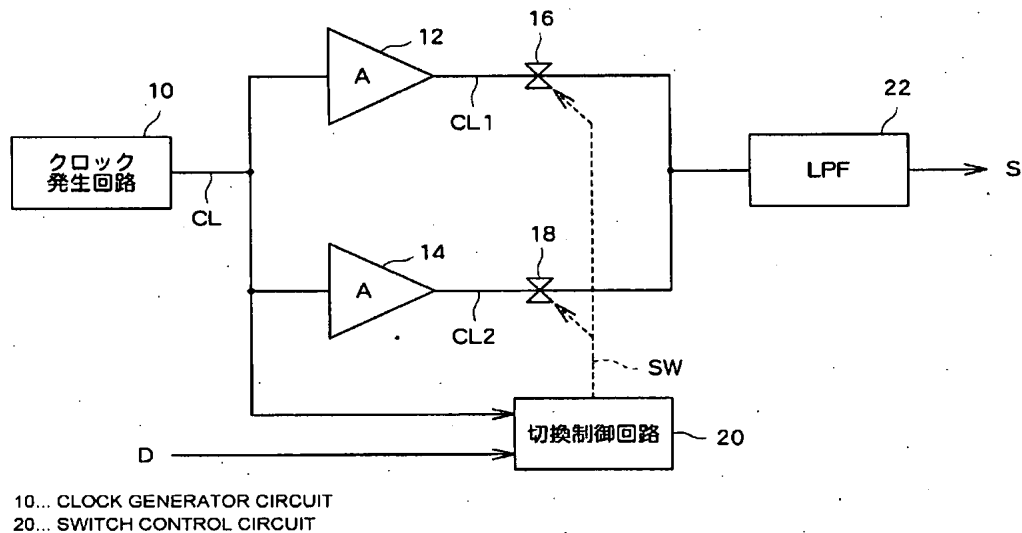 12
A
CL1
16
10
クロック
発生回路
CL
22
LPF
S
14
A
CL2
18
SW
D
切換制御回路
20
10... CLOCK GENERATOR CIRCUIT
20... SWITCH CONTROL CIRCUIT